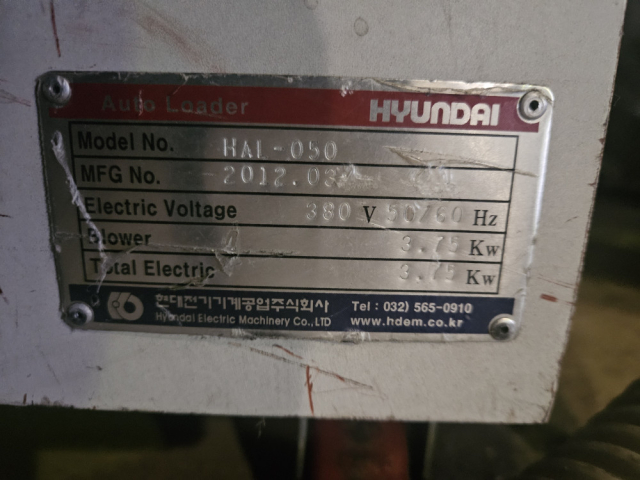 Auto Loader HYUNDAI
Model No. HAL-050
MFG No. 2012.03
Electric Voltage 380 V 50/60 Hz
Blower 3.75 Kw
Total Electric 3.75 Kw
현대전기기계공업주식회사 Tel : 032) 565-0910
Hyundai Electric Machinery Co., LTD www.hdem.co.kr